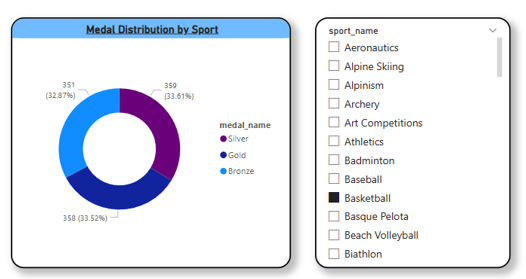 Medal Distribution by Sport
351
(32.87%)
359
(33.61%)
358 (33.52%)
medal_name
Silver
Gold
Bronze
sport_name
Aeronautics
Alpine Skiing
Alpinism
Archery
Art Competitions
Athletics
Badminton
Baseball
Basketball
Basque Pelota
Beach Volleyball
Biathlon